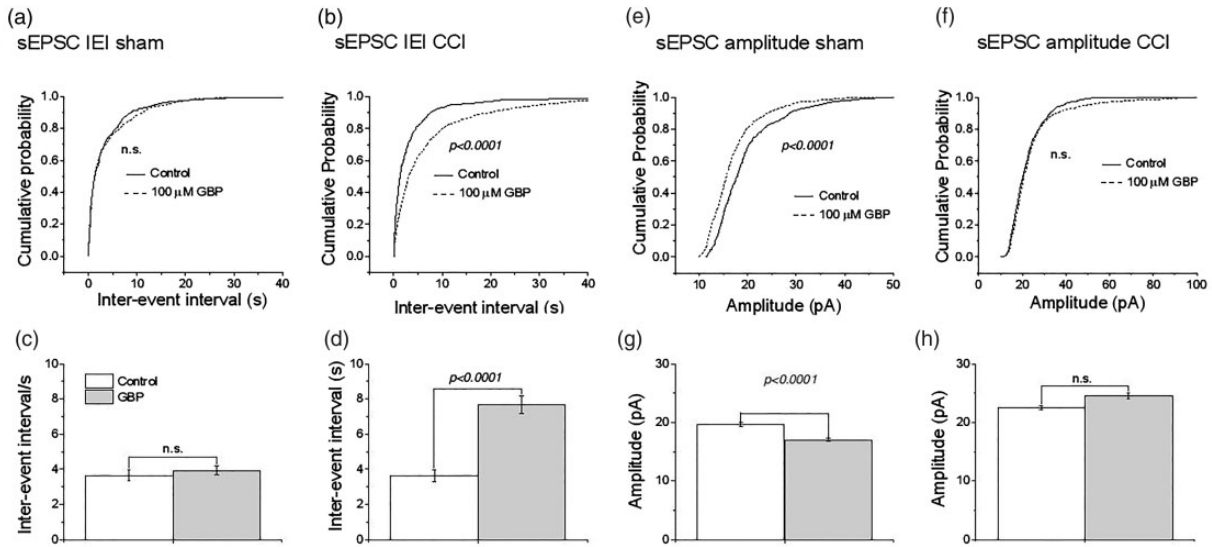 (a)
sEPSC IEI sham
Cumulative probability
1.0
0.8
0.6
0.4
0.2
0.0
n.s.
Control
100 μM GBP
0 10 20 30 40
Inter-event interval (s)
(b)
sEPSC IEI CCI
Cumulative Probability
1.0
0.8
0.6
0.4
0.2
0.0
p<0.0001
Control
100 μM GBP
0 10 20 30 40
Inter-event interval (s)
(e)
sEPSC amplitude sham
Cumulative Probability
1.0
0.8
0.6
0.4
0.2
0.0
p<0.0001
Control
100 μM GBP
10 20 30 40 50
Amplitude (pA)
(f)
sEPSC amplitude CCI
Cumulative Probability
1.0
0.8
0.6
0.4
0.2
0.0
n.s.
Control
100 μM GBP
20 40 60 80 100
Amplitude (pA)
(c)
Inter-event interval/s
10
8
6
4
2
0
Control
GBP
n.s.
(d)
Inter-event interval (s)
10
8
6
4
2
0
p<0.0001
(g)
Amplitude (pA)
30
20
10
0
p<0.0001
(h)
Amplitude (pA)
30
20
10
0
n.s.